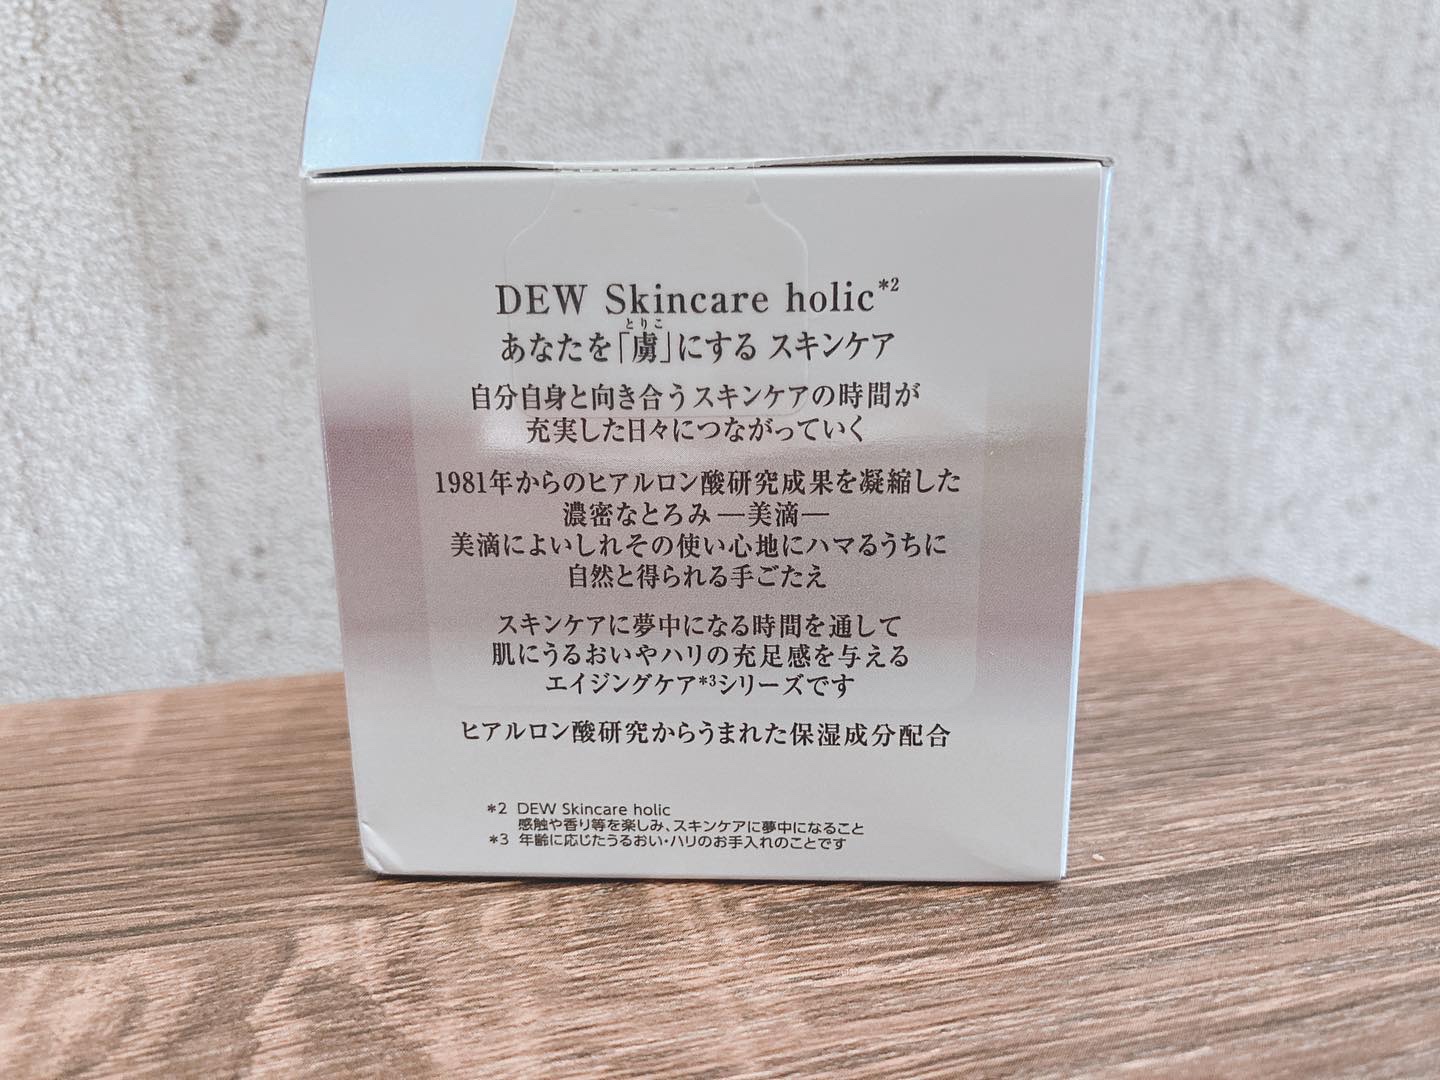 DEW Skincare holic*2
とりこ
あなたを「虜」にする スキンケア
自分自身と向き合うスキンケアの時間が
充実した日々につながっていく
1981年からのヒアルロン酸研究成果を凝縮した
濃密なとろみ―美滴―
美滴によいしれその使い心地にハマるうちに
自然と得られる手ごたえ
スキンケアに夢中になる時間を通して
肌にうるおいやハリの充足感を与える
エイジングケア*3シリーズです
ヒアルロン酸研究からうまれた保湿成分配合
*2 DEW Skincare holic
感触や香り等を楽しみ、スキンケアに夢中になること
*3 年齢に応じたうるおい・ハリのお手入れのことです